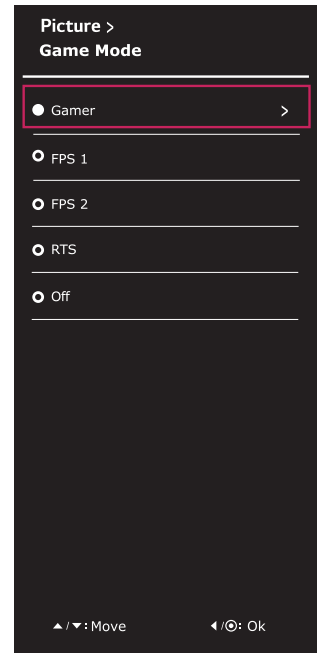 Picture >
Game Mode
Gamer >
FPS 1
FPS 2
RTS
Off
▲/▼: Move ◀/◉: Ok